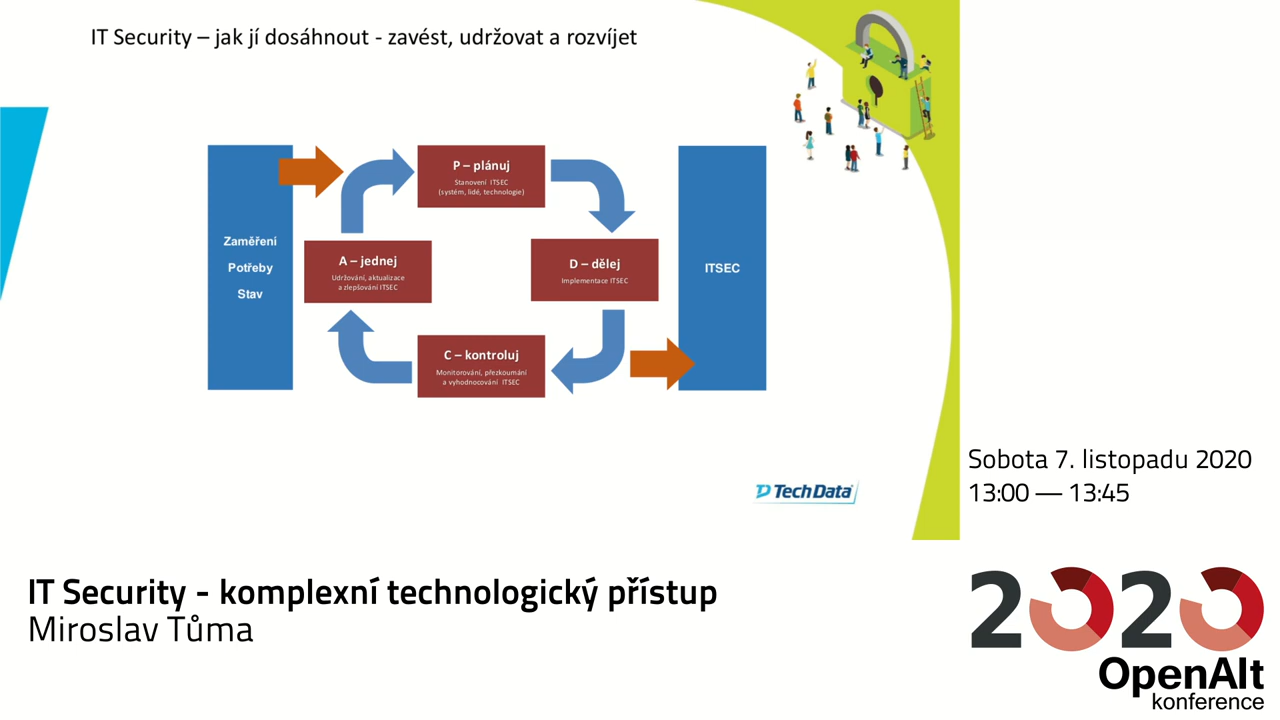 IT Security – jak jí dosáhnout - zavést, udržovat a rozvíjet
Zaměření
Potřeby
Stav
P – plánuj
Stanovení ITSEC
(systém, lidé, technologie)
A – jednej
Udržování, aktualizace
a zlepšování ITSEC
D – dělej
Implementace ITSEC
C – kontroluj
Monitorování, přezkoumání
a vyhodnocování ITSEC
ITSEC
Tech Data
Sobota 7. listopadu 2020
13:00 — 13:45
IT Security - komplexní technologický přístup
Miroslav Tůma
2020
OpenAlt
konference